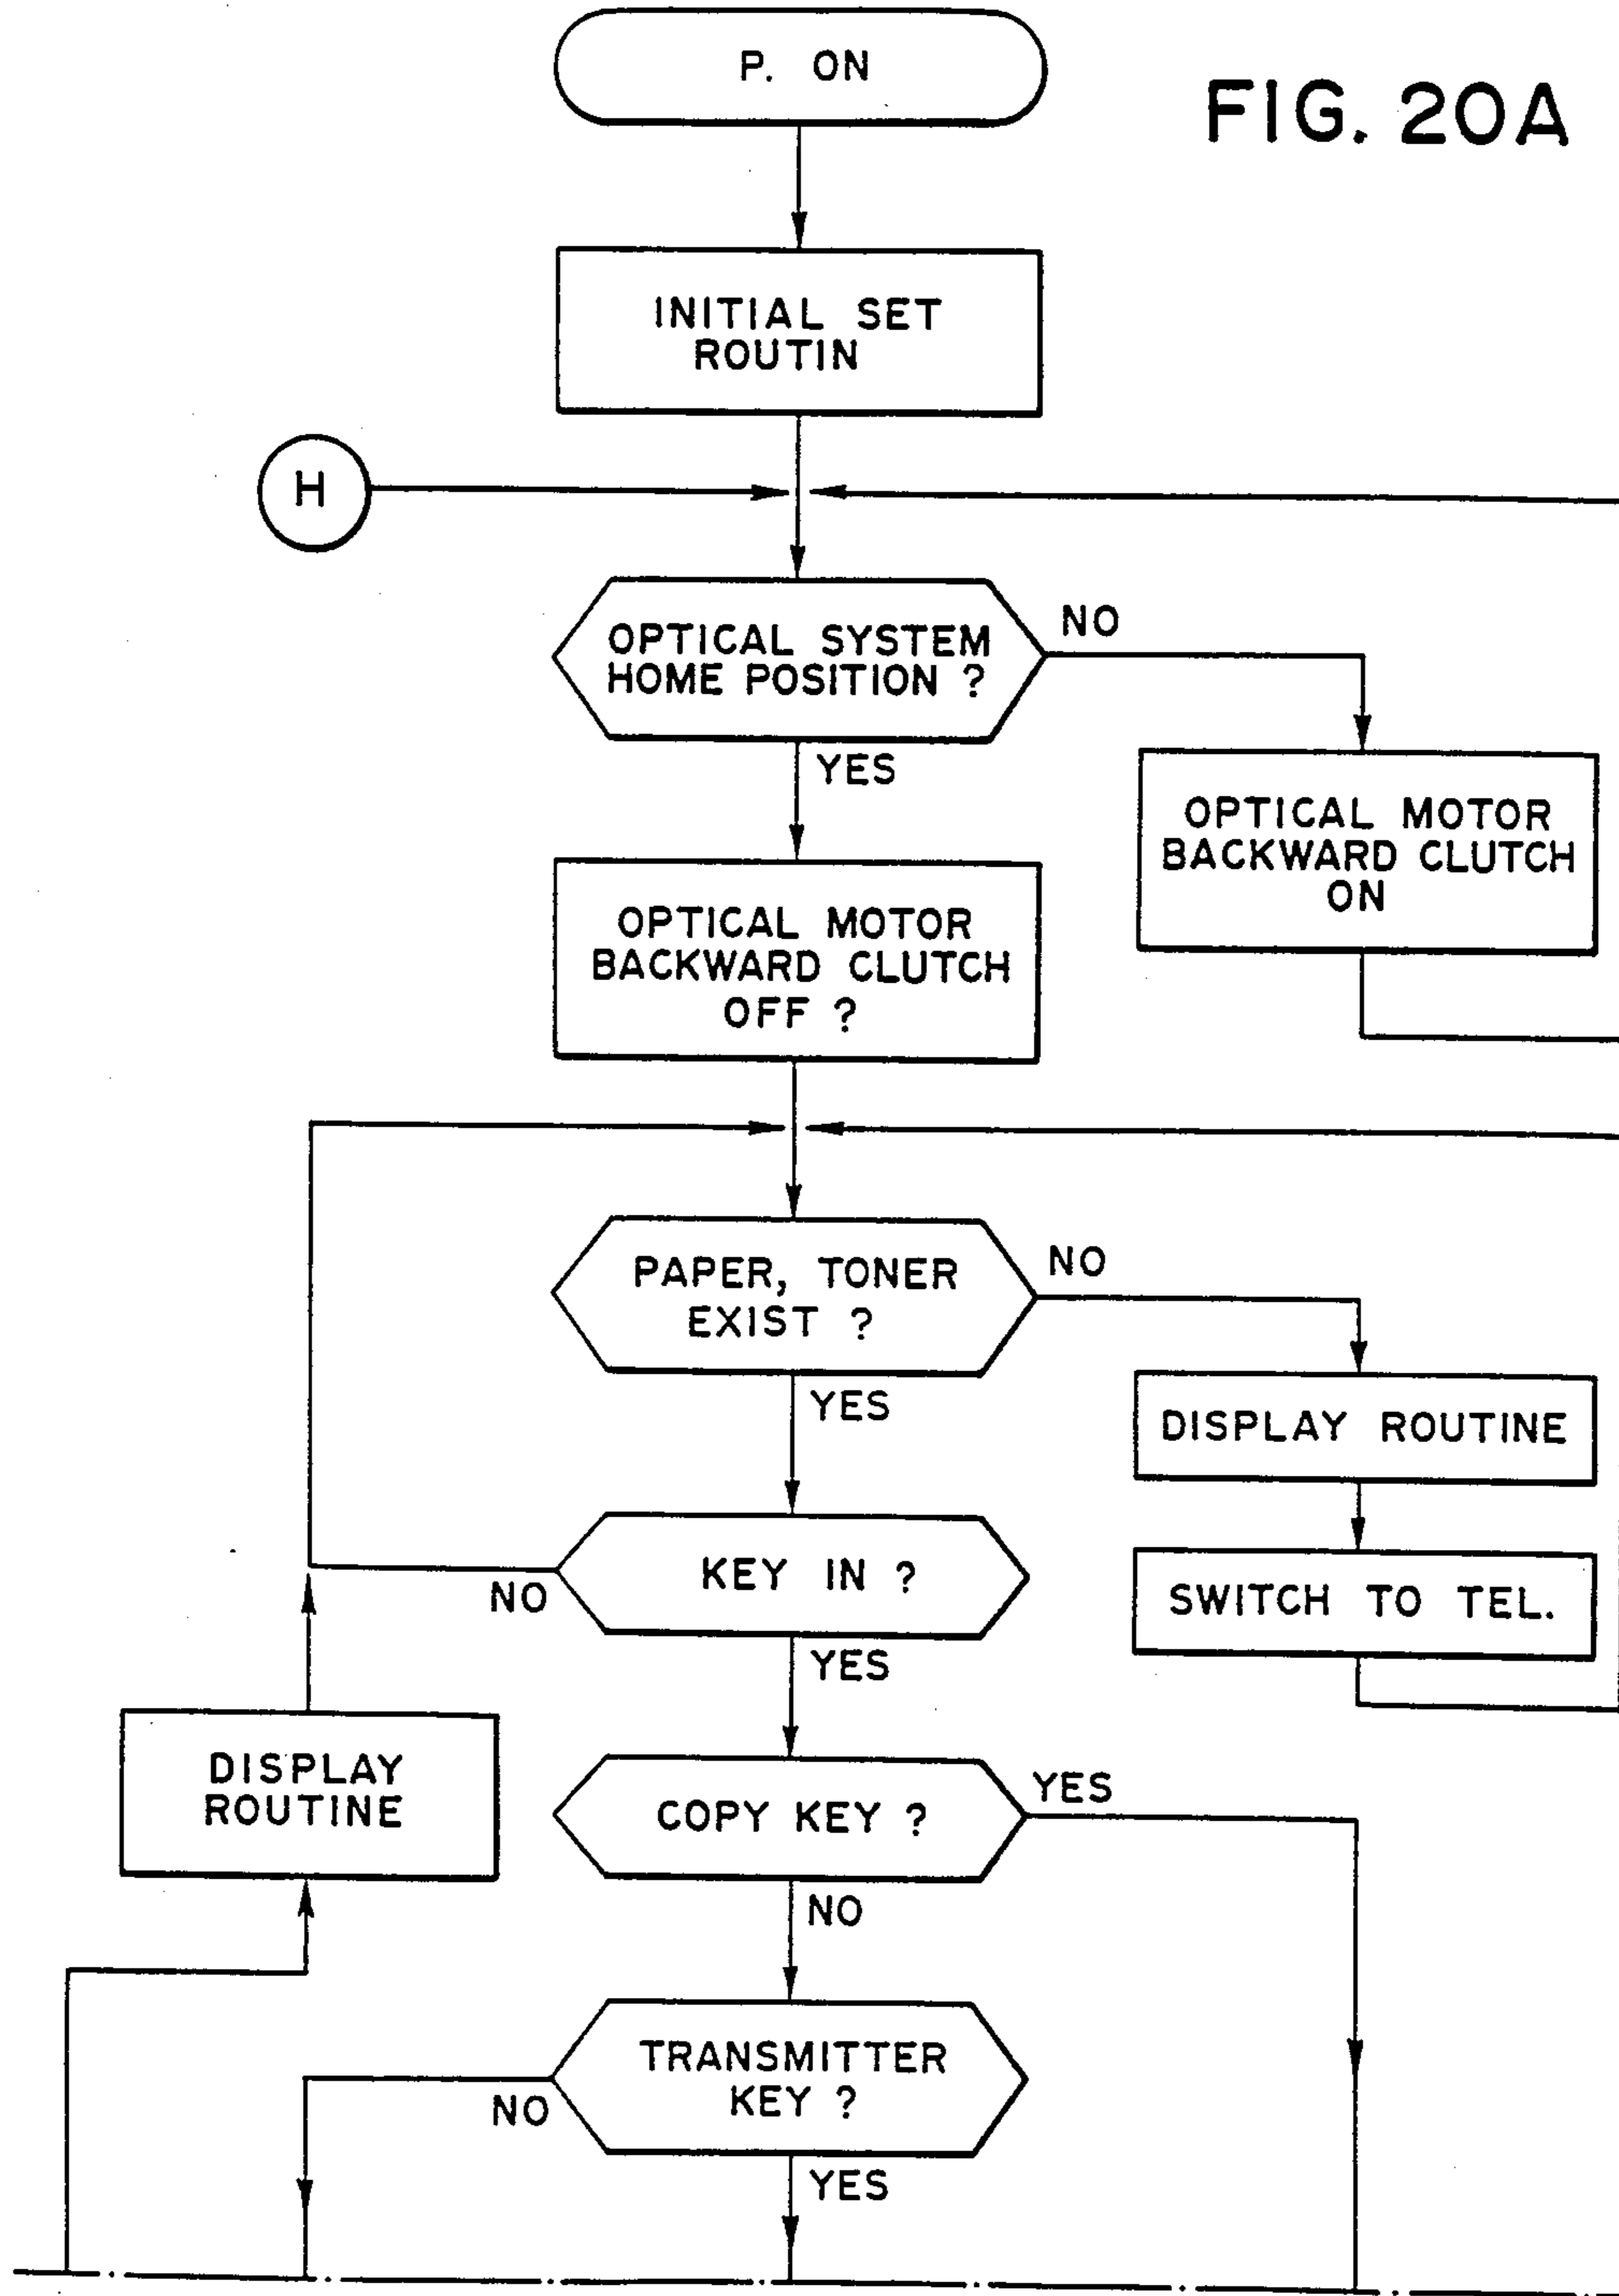 P. ON
FIG. 20A
INITIAL SET
ROUTIN
H
OPTICAL SYSTEM
HOME POSITION ?
NO
YES
OPTICAL MOTOR
BACKWARD CLUTCH
ON
OPTICAL MOTOR
BACKWARD CLUTCH
OFF ?
PAPER, TONER
EXIST ?
NO
YES
DISPLAY ROUTINE
KEY IN ?
NO
YES
SWITCH TO TEL.
DISPLAY
ROUTINE
COPY KEY ?
YES
NO
TRANSMITTER
KEY ?
NO
YES